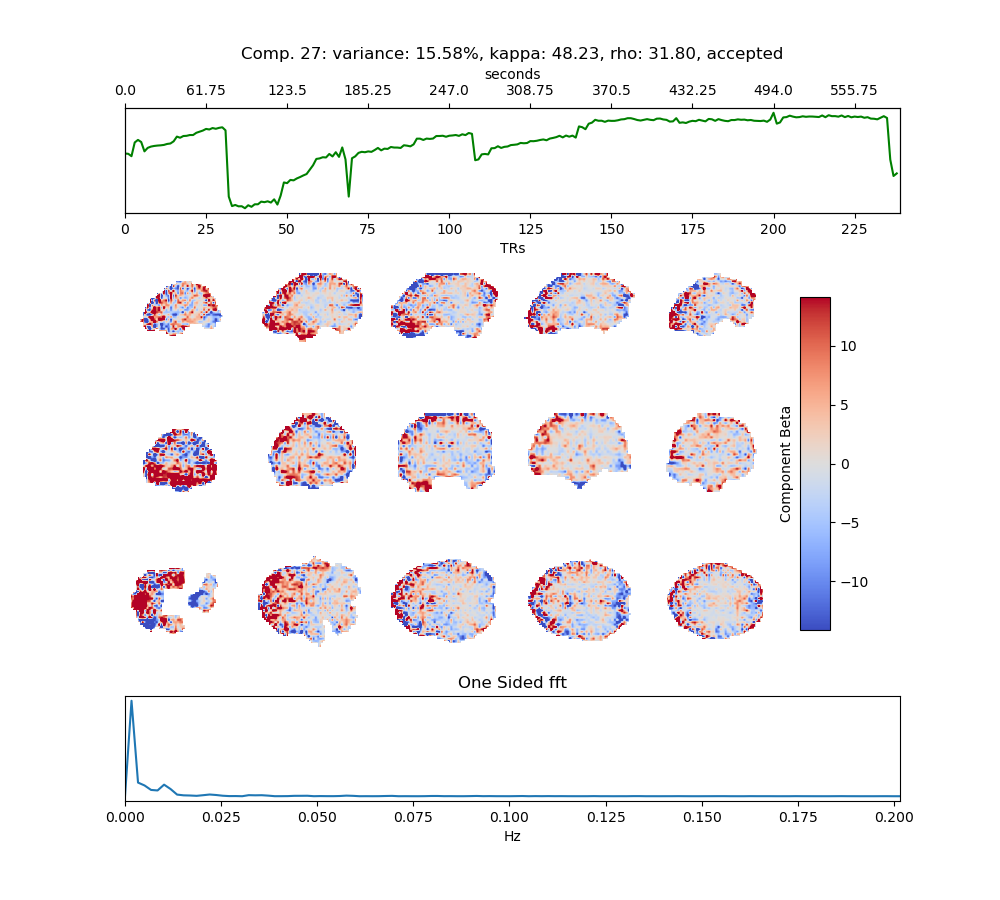 Comp. 27: variance: 15.58%, kappa: 48.23, rho: 31.80, accepted
seconds
0.0 61.75 123.5 185.25 247.0 308.75 370.5 432.25 494.0 555.75
0 25 50 75 100 125 150 175 200 225
TRs
10
5
0
−5
−10
Component Beta
One Sided fft
0.000 0.025 0.050 0.075 0.100 0.125 0.150 0.175 0.200
Hz